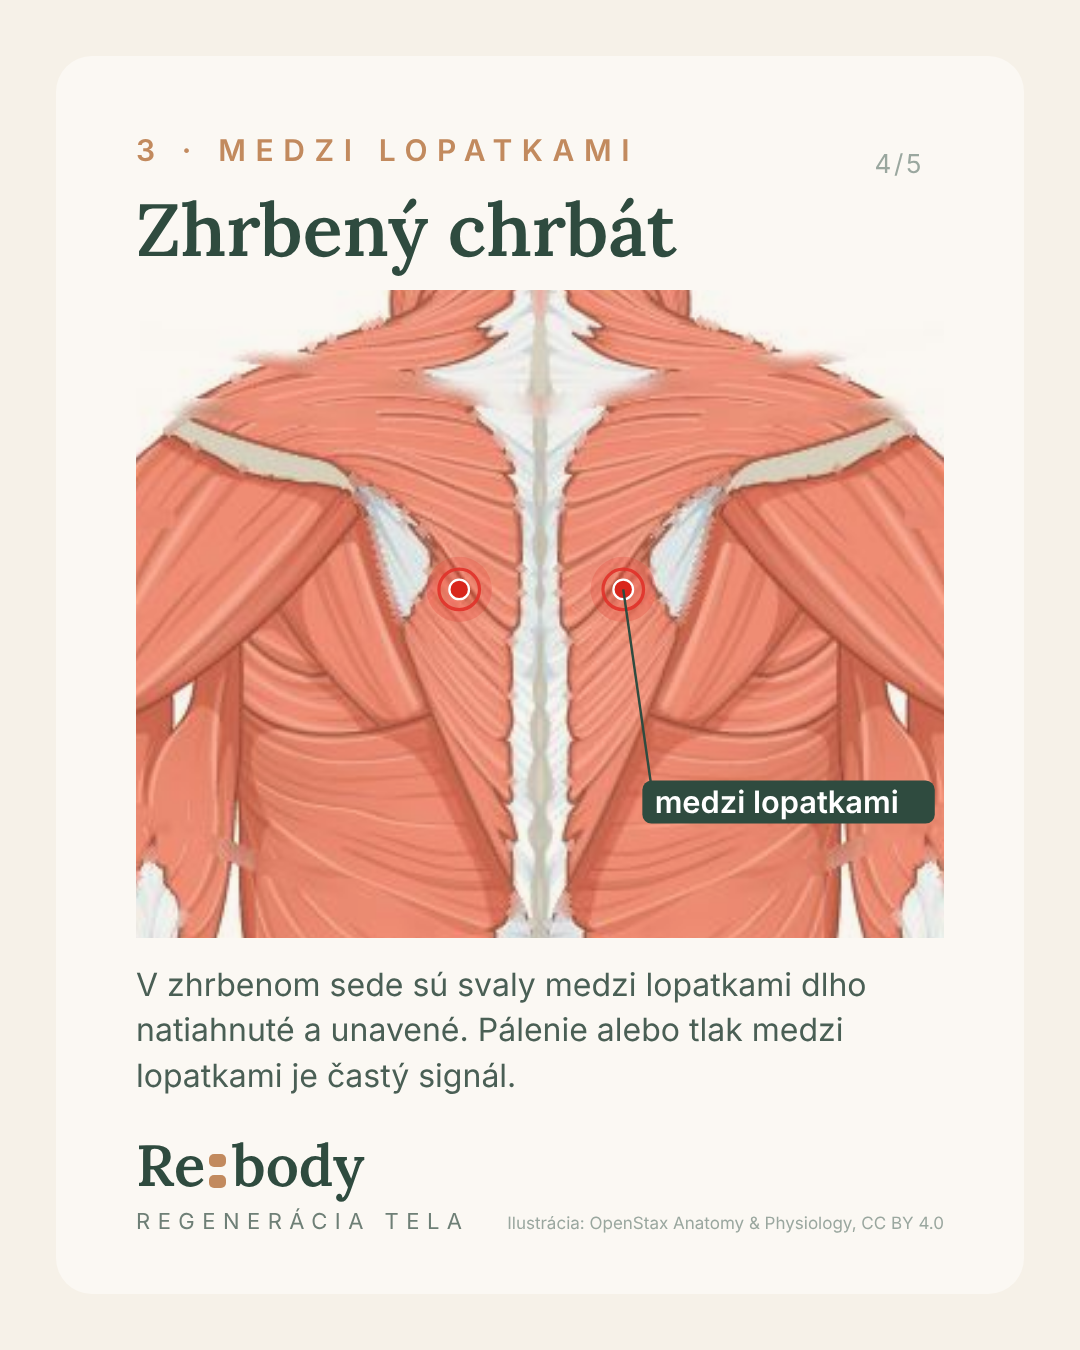 3 · MEDZI LOPATKAMI
4/5
Zhrbený chrbát
medzi lopatkami
V zhrbenom sede sú svaly medzi lopatkami dlho
natiahnuté a unavené. Pálenie alebo tlak medzi
lopatkami je častý signál.
Re:body
REGENERÁCIA TELA
Ilustrácia: OpenStax Anatomy & Physiology, CC BY 4.0